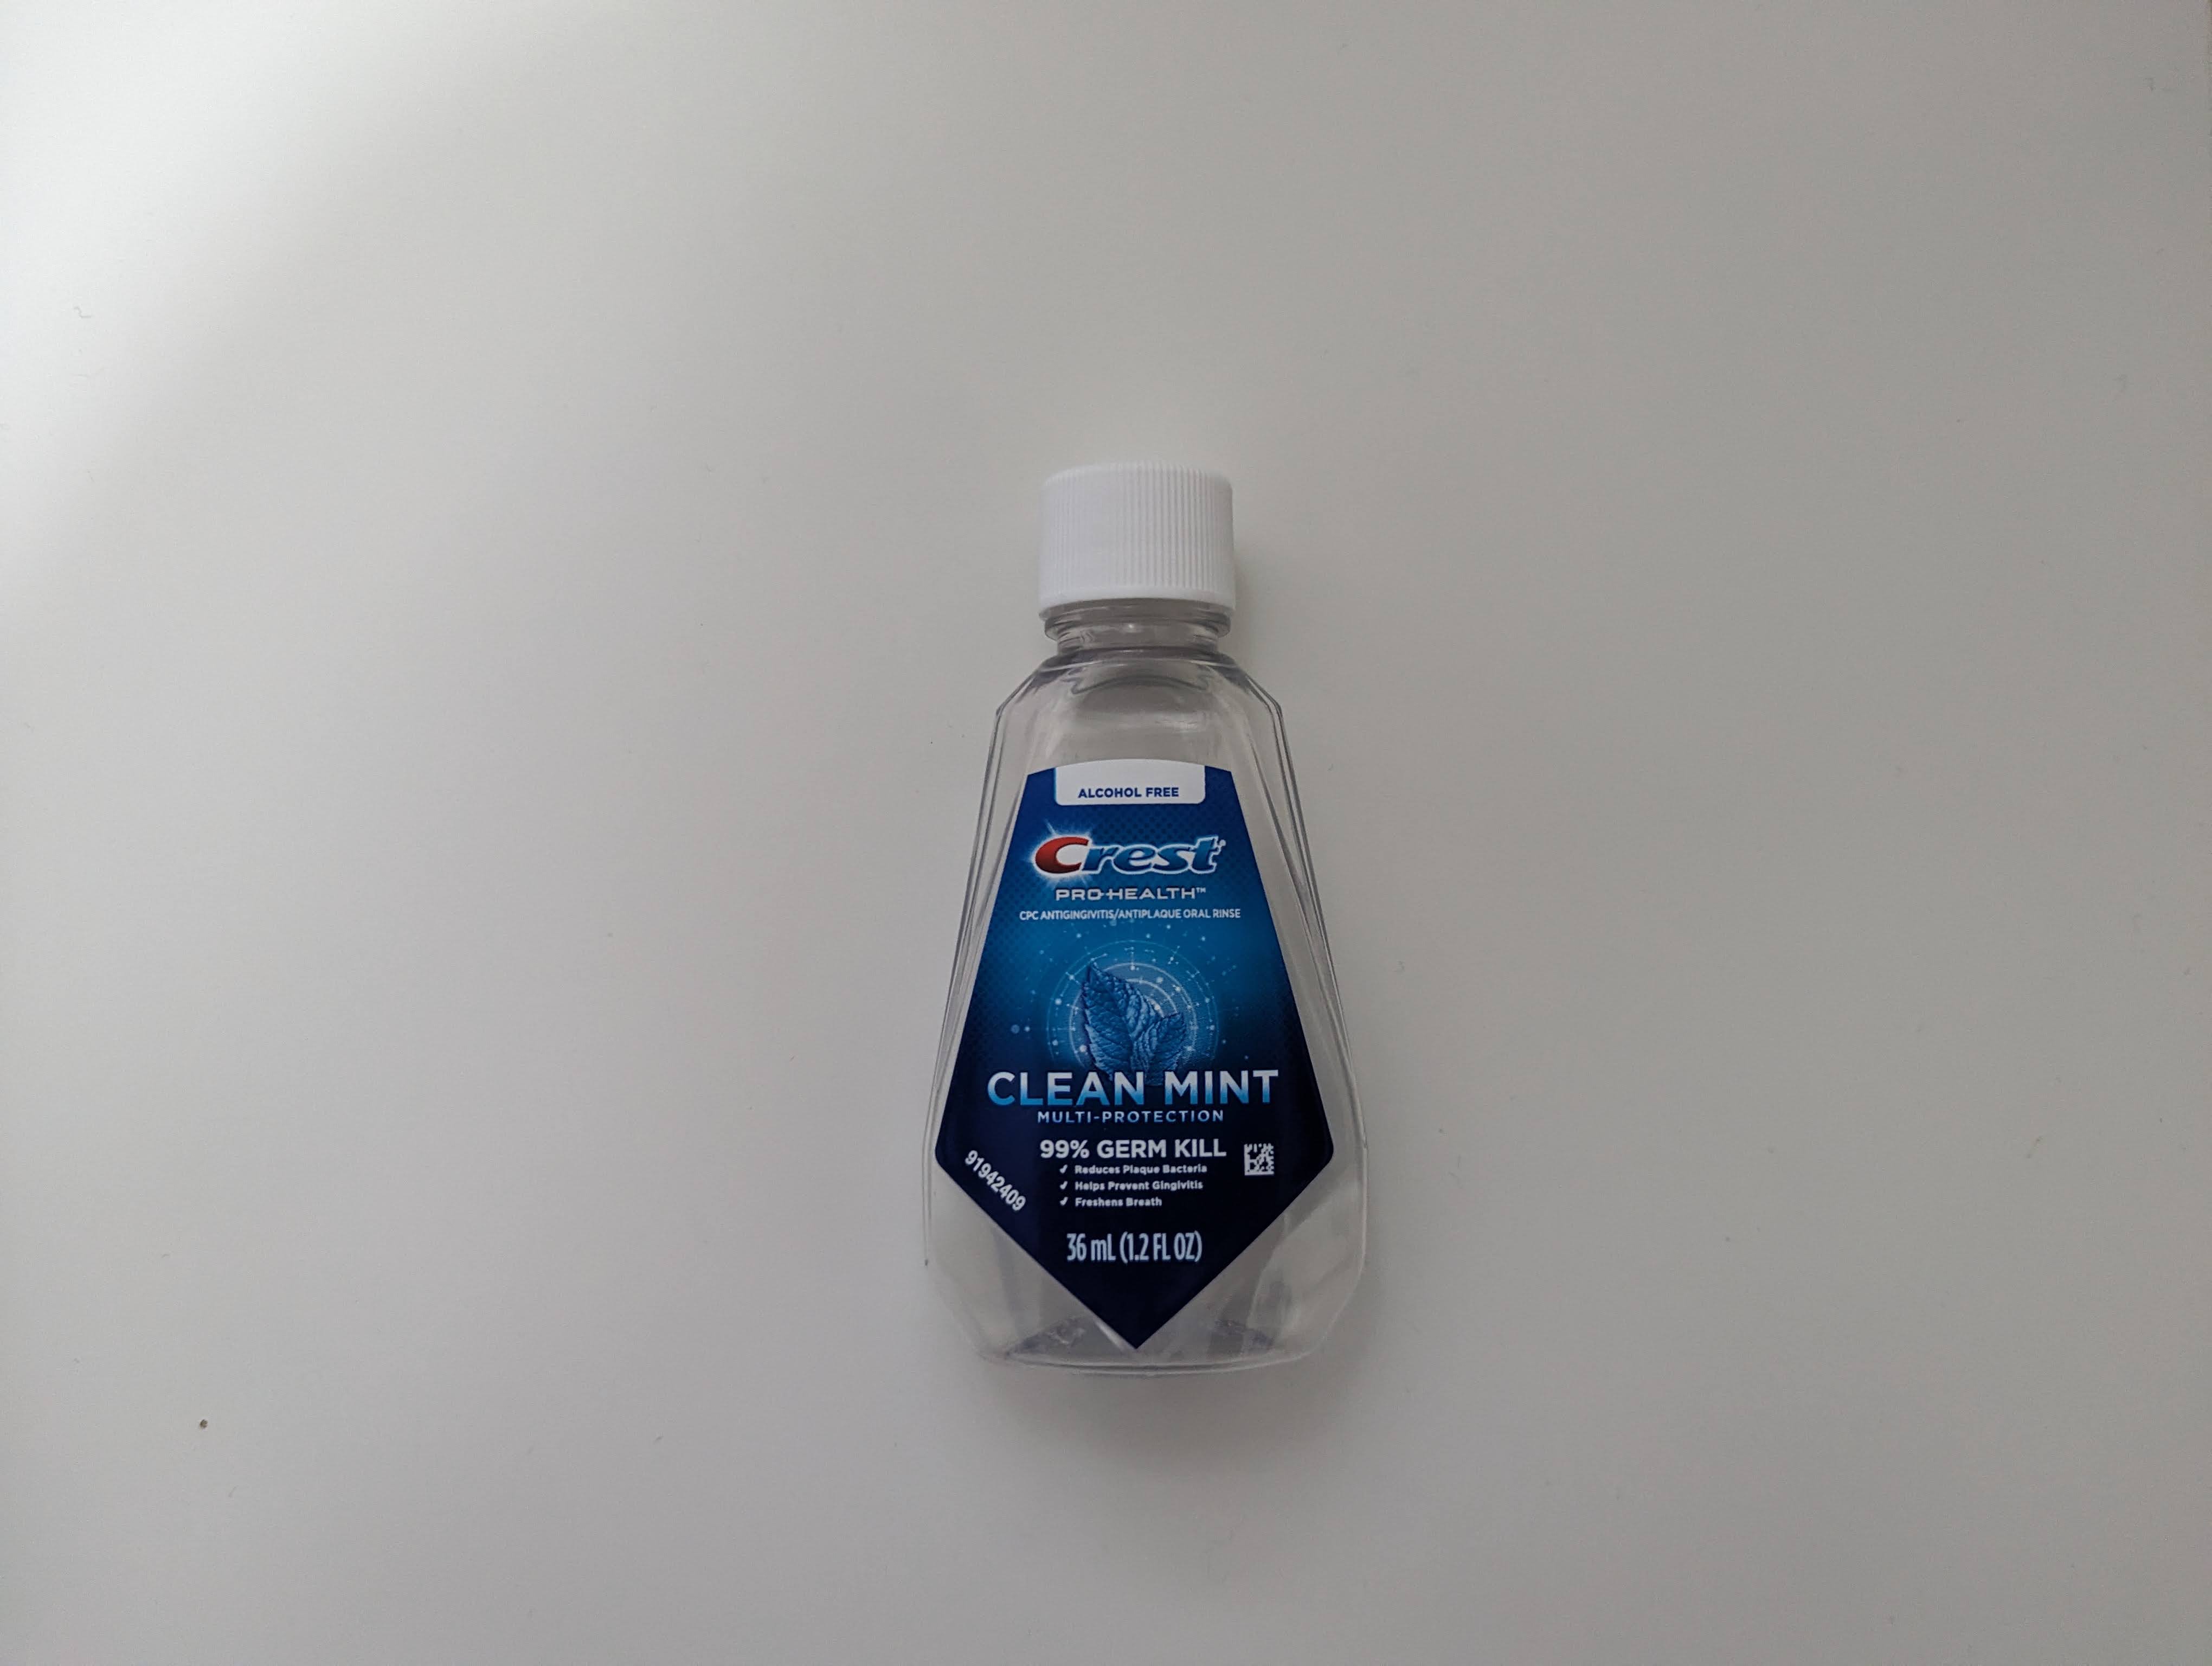 ALCOHOL FREE
Crest
PRO-HEALTH™
CPC ANTIGINGIVITIS/ANTIPLAQUE ORAL RINSE
CLEAN MINT
MULTI-PROTECTION
99% GERM KILL
✓ Reduces Plaque Bacteria
✓ Helps Prevent Gingivitis
✓ Freshens Breath
91942409
36 mL (1.2 FL OZ)